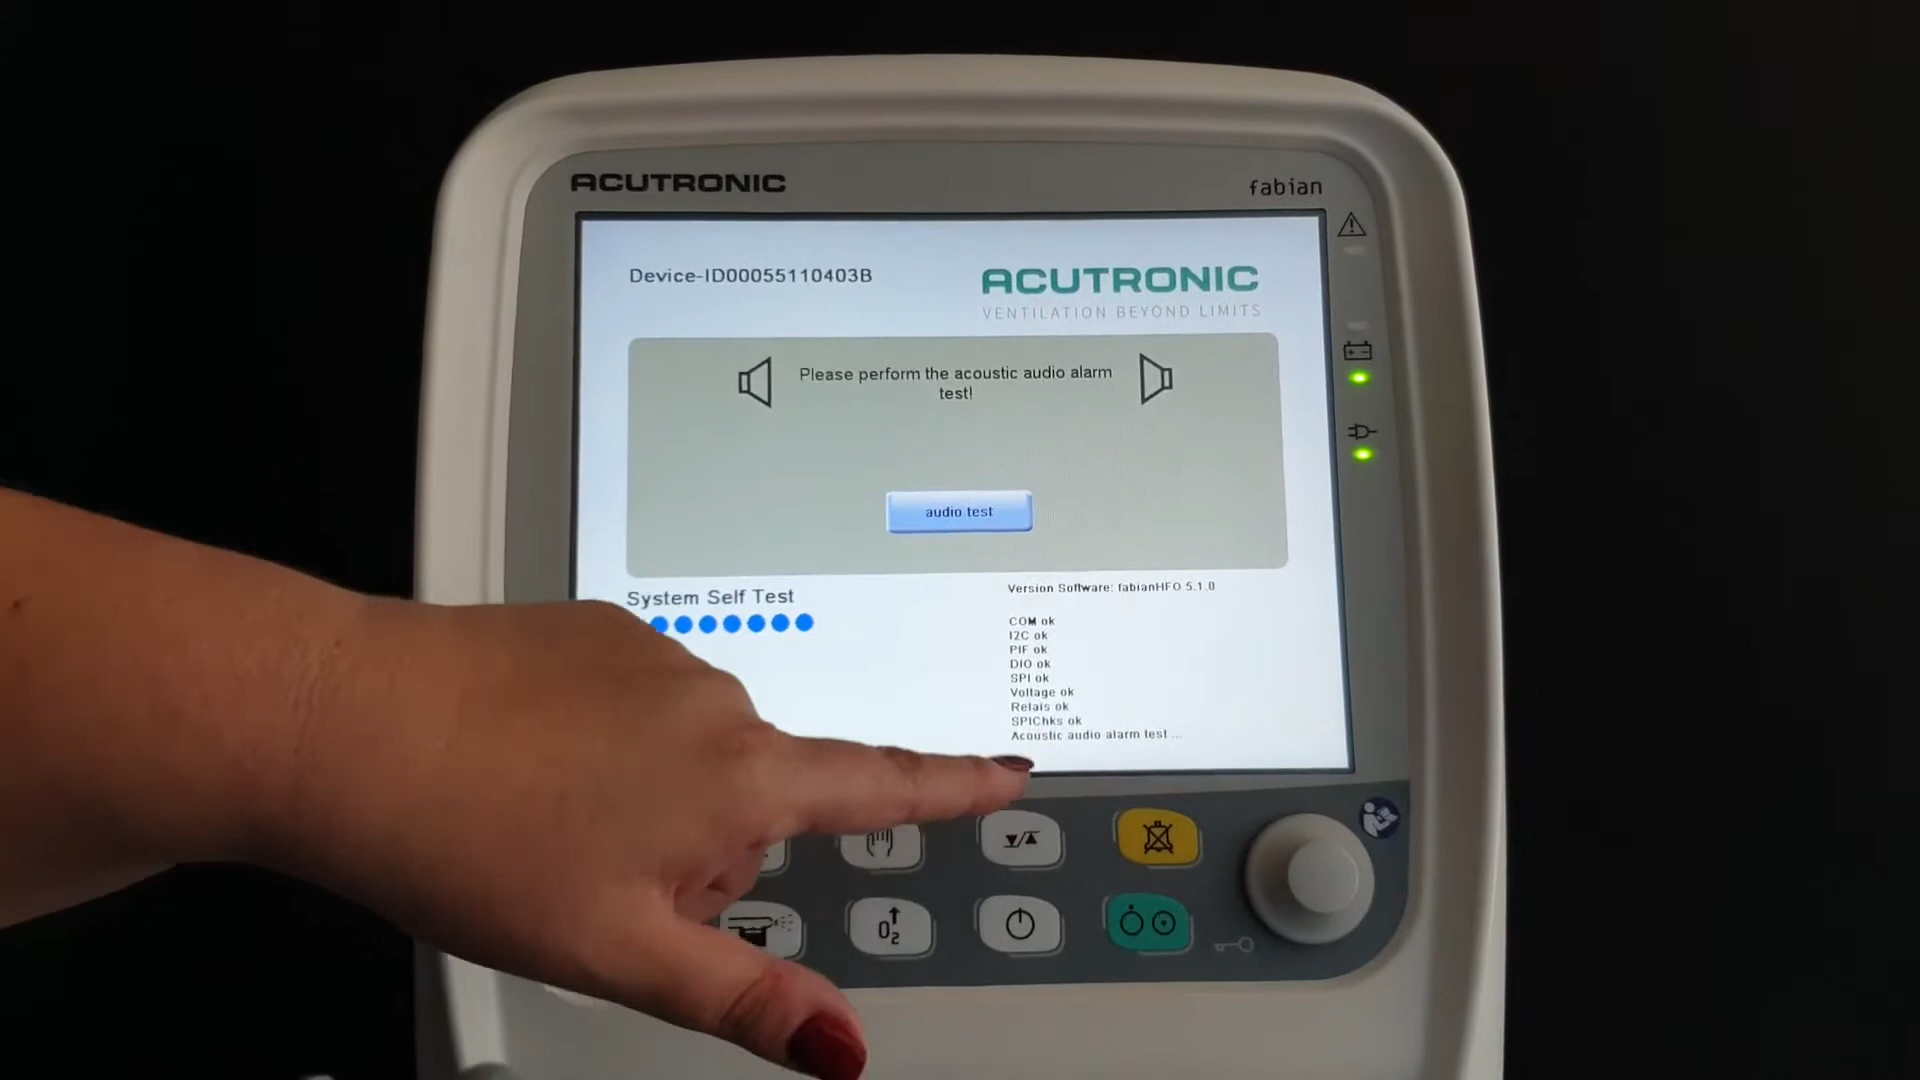 ACUTRONIC
fabian
Device-ID00055110403B
ACUTRONIC
VENTILATION BEYOND LIMITS
Please perform the acoustic audio alarm
test!
audio test
System Self Test
Version Software: fabianHFO 5.1.0
COM ok
I2C ok
PIF ok
DIO ok
SPI ok
Voltage ok
Relais ok
SPIChks ok
Acoustic audio alarm test ...
O2